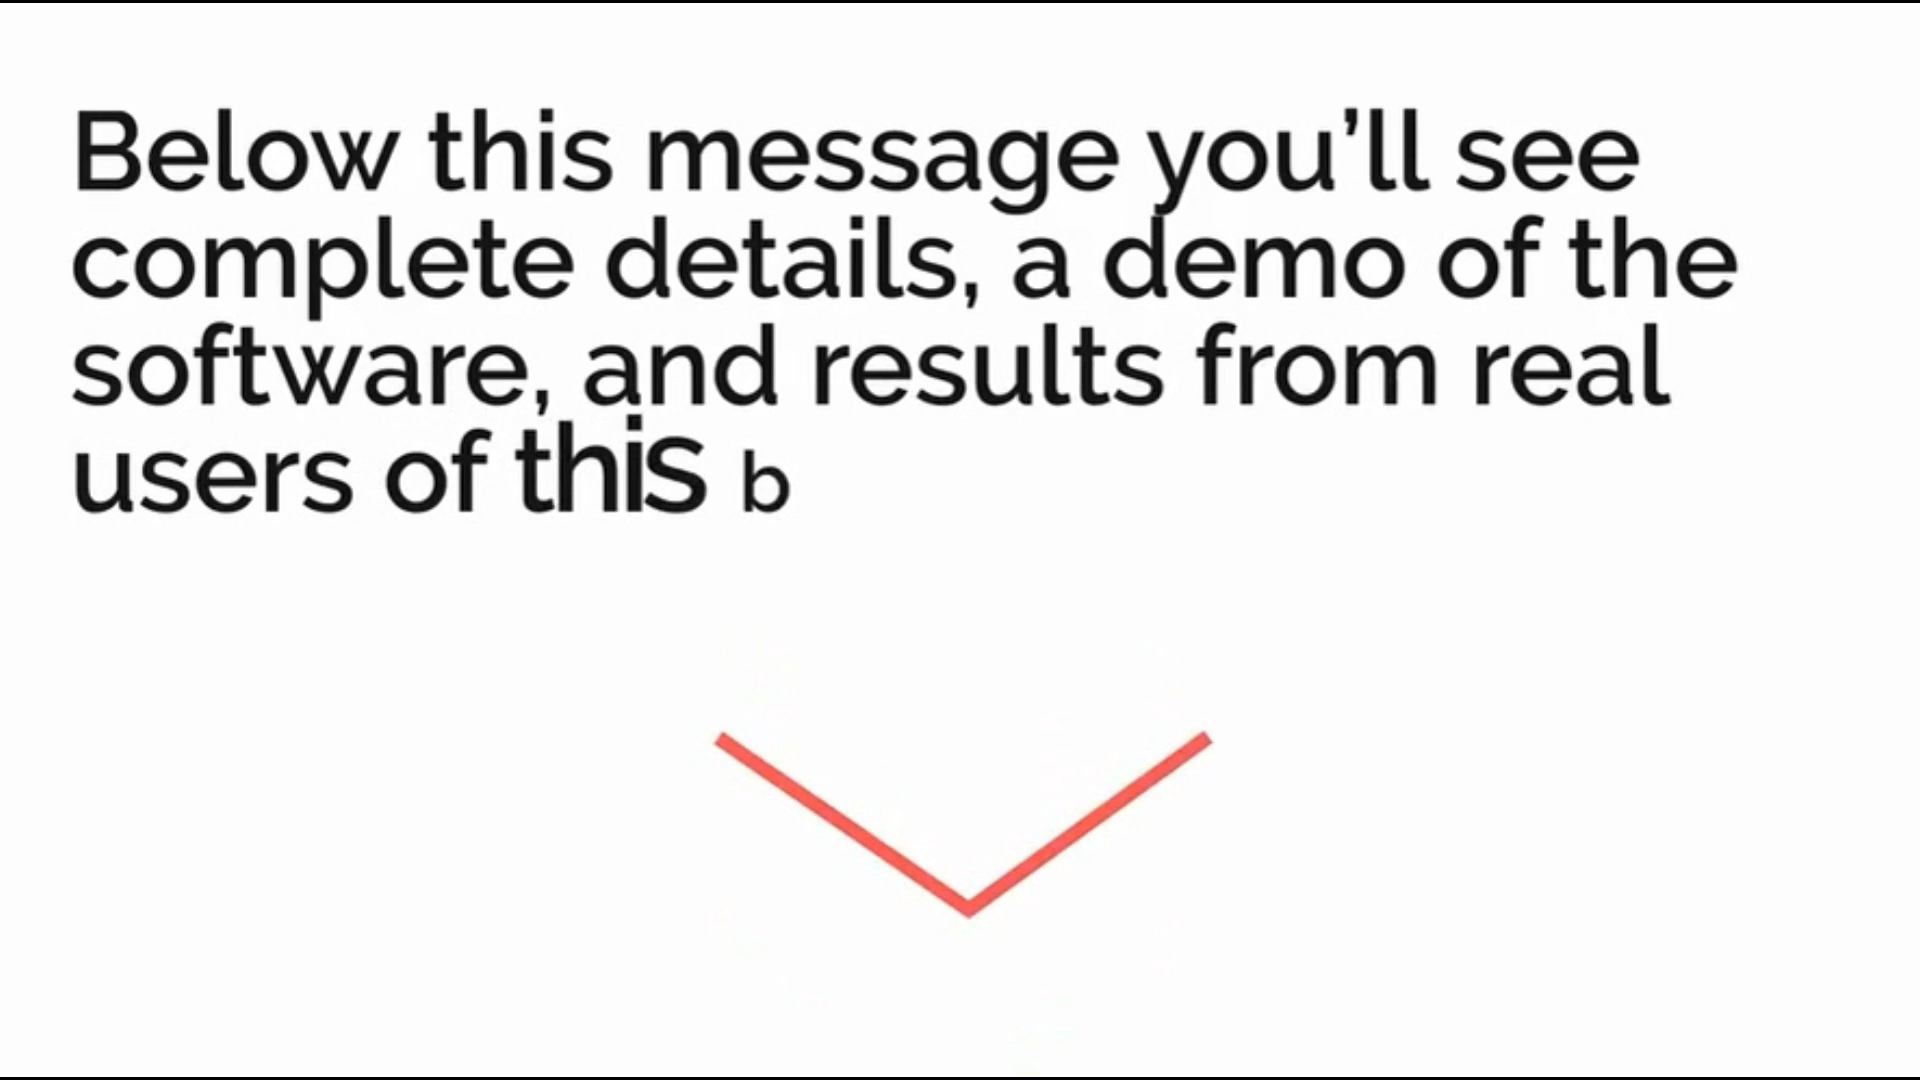 Below this message you’ll see
complete details, a demo of the
software, and results from real
users of this b